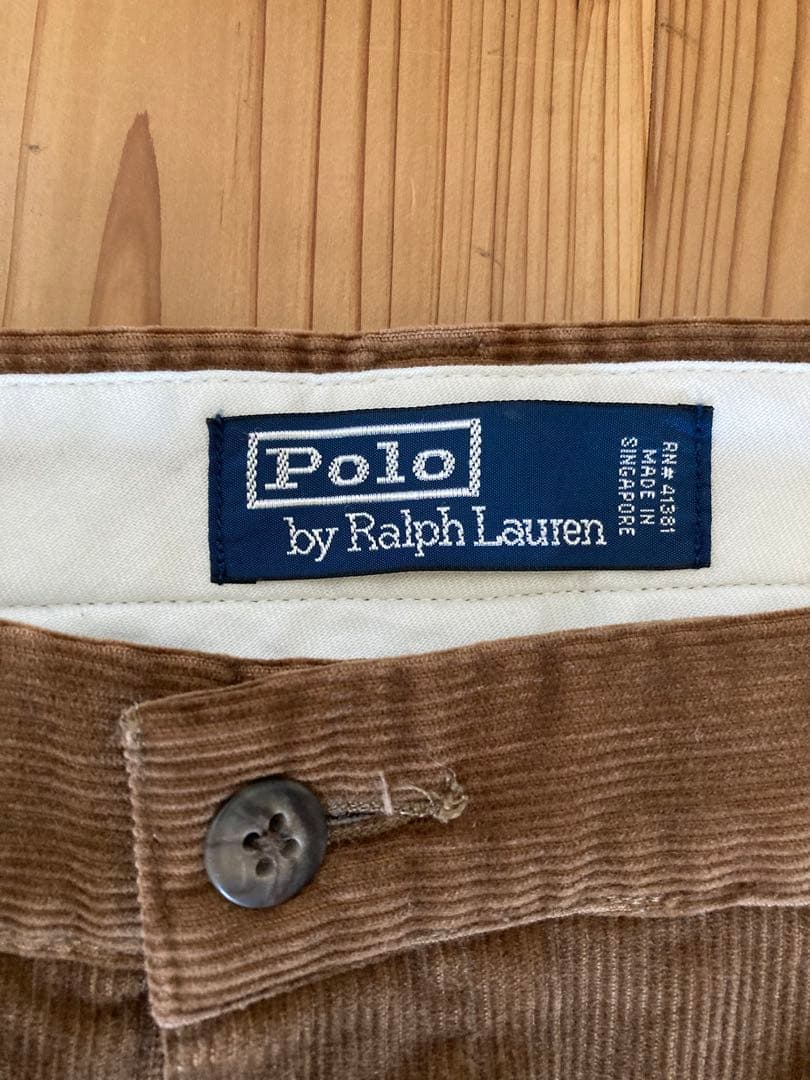 Polo
by Ralph Lauren
RN# 41381
MADE IN
SINGAPORE